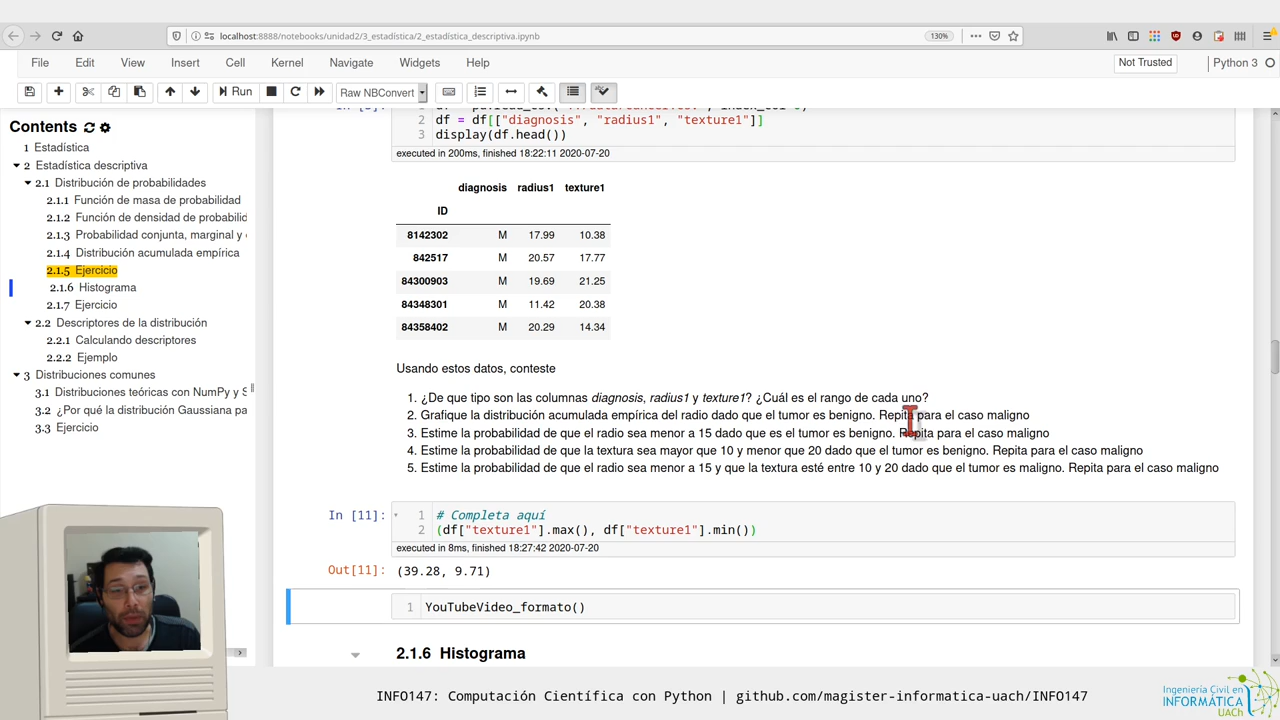 localhost:8888/notebooks/unidad2/3_estadística/2_estadística_descriptiva.ipynb
130%
File Edit View Insert Cell Kernel Navigate Widgets Help
Not Trusted
Python 3
Run
Raw NBConvert
Contents
1 Estadística
2 Estadística descriptiva
2.1 Distribución de probabilidades
2.1.1 Función de masa de probabilidad
2.1.2 Función de densidad de probabilid
2.1.3 Probabilidad conjunta, marginal y
2.1.4 Distribución acumulada empírica
2.1.5 Ejercicio
2.1.6 Histograma
2.1.7 Ejercicio
2.2 Descriptores de la distribución
2.2.1 Calculando descriptores
2.2.2 Ejemplo
3 Distribuciones comunes
3.1 Distribuciones teóricas con NumPy y S
3.2 ¿Por qué la distribución Gaussiana pa
3.3 Ejercicio
2 df = df[["diagnosis", "radius1", "texture1"]]
3 display(df.head())
executed in 200ms, finished 18:22:11 2020-07-20
diagnosis radius1 texture1
ID
8142302 M 17.99 10.38
842517 M 20.57 17.77
84300903 M 19.69 21.25
84348301 M 11.42 20.38
84358402 M 20.29 14.34
Usando estos datos, conteste
1. ¿De que tipo son las columnas diagnosis, radius1 y texture1? ¿Cuál es el rango de cada uno?
2. Grafique la distribución acumulada empírica del radio dado que el tumor es benigno. Repita para el caso maligno
3. Estime la probabilidad de que el radio sea menor a 15 dado que es el tumor es benigno. Repita para el caso maligno
4. Estime la probabilidad de que la textura sea mayor que 10 y menor que 20 dado que el tumor es benigno. Repita para el caso maligno
5. Estime la probabilidad de que el radio sea menor a 15 y que la textura esté entre 10 y 20 dado que el tumor es maligno. Repita para el caso maligno
In [11]:
1 # Completa aquí
2 (df["texture1"].max(), df["texture1"].min())
executed in 8ms, finished 18:27:42 2020-07-20
Out[11]: (39.28, 9.71)
1 YouTubeVideo_formato()
2.1.6 Histograma
INFO147: Computación Científica con Python | github.com/magister-informatica-uach/INFO147
Ingeniería Civil en
INFORMÁTICA
UACh